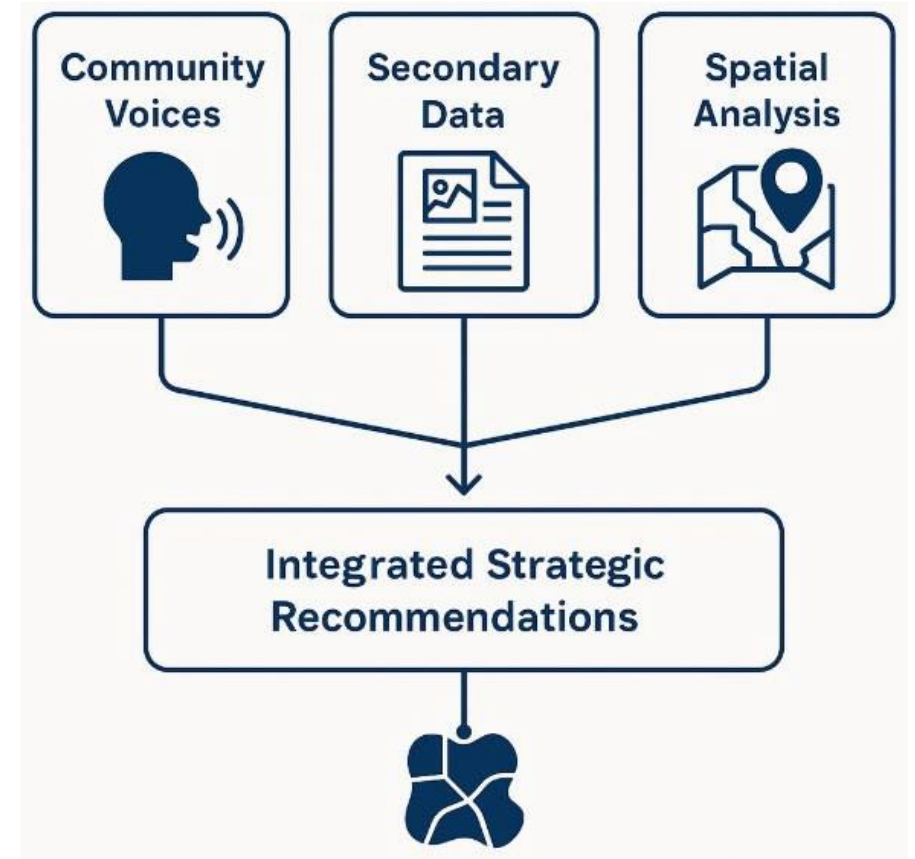 Community
Voices
Secondary
Data
Spatial
Analysis
Integrated Strategic
Recommendations